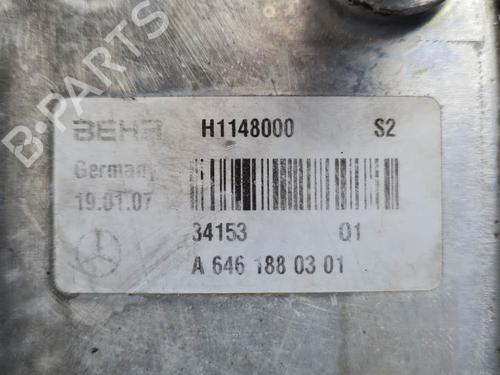 B-PARTS
BEHR H1148000 S2
Germany
19.01.07
34153 01
A 646 188 03 01